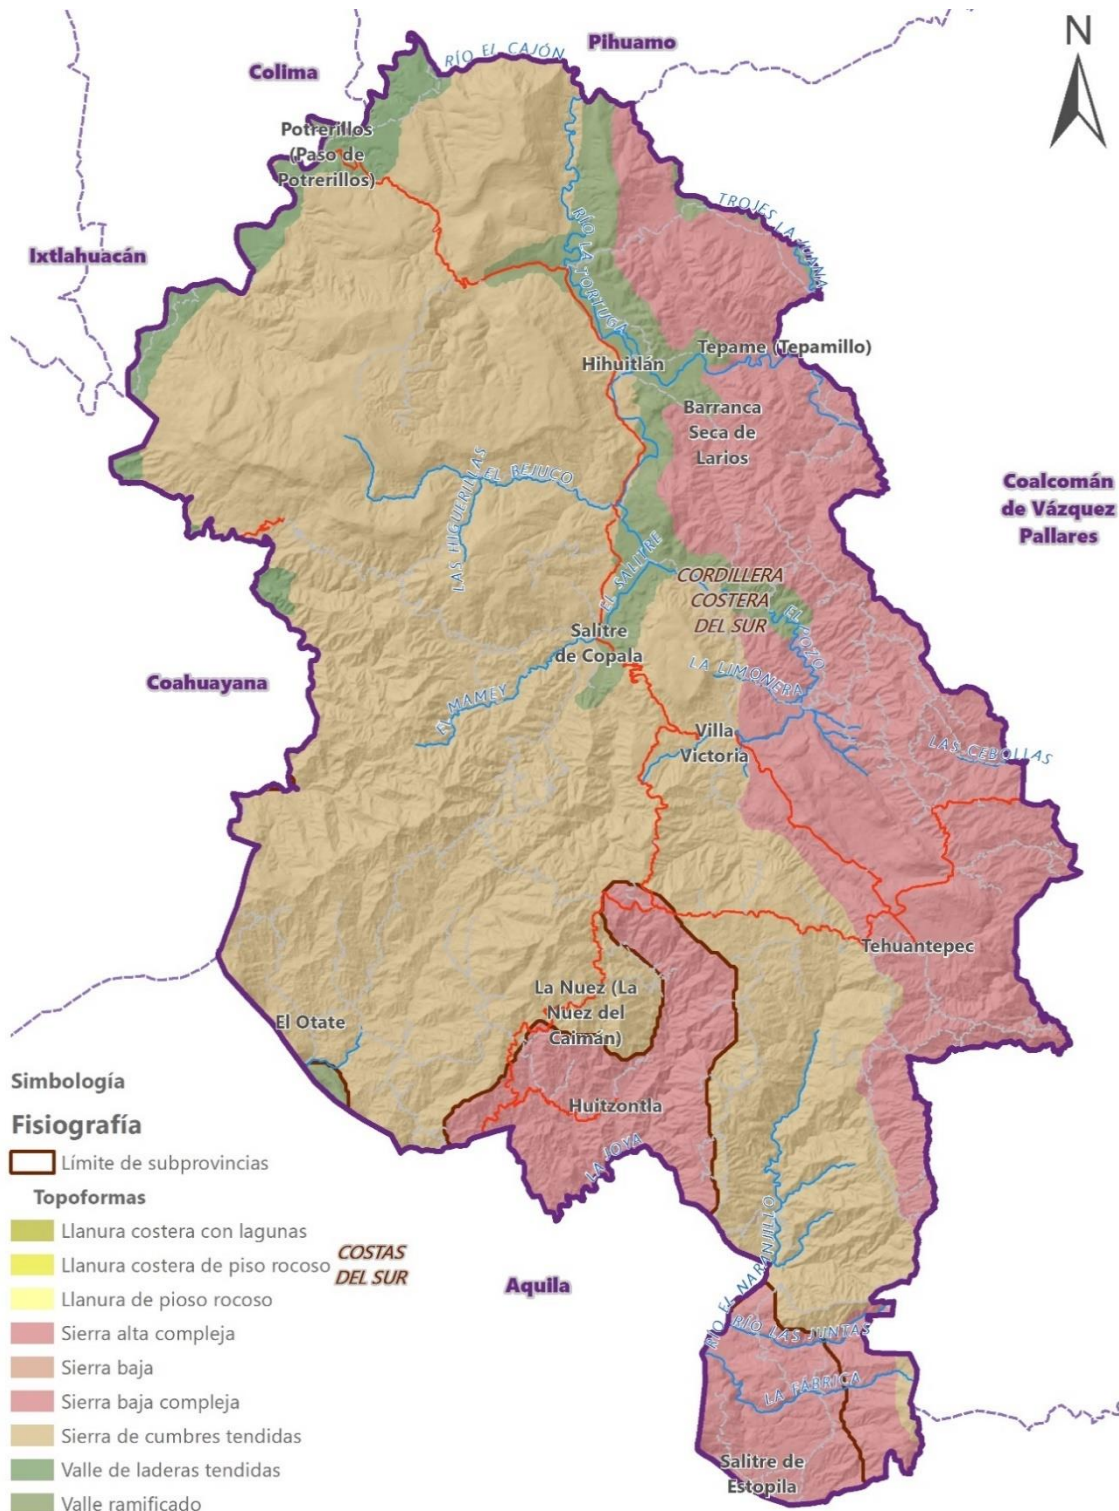 RÍO EL CAJÓN
Pihuamo
N
Colima
Potrerillos
(Paso de
Potrerillos)
TROJES LA
Ixtlahuacán
RÍO LA TORTUGA
Hihuitlán
Tepame (Tepamillo)
Barranca
Seca de
Larios
LAS HIGUERILLAS
EL BEJUCO
Coalcomán
de Vázquez
Pallares
EL SALITRE
CORDILLERA
COSTERA
DEL SUR
EL POZO
Salitre
de Copala
LA LIMONERA
Coahuayana
EL MAMEY
Villa
Victoria
LAS CEBOLLAS
Tehuantepec
La Nuez (La
Nuez del
Caimán)
El Otate
Huitzontla
LA JOYA
Simbología
Fisiografía
Límite de subprovincias
Topoformas
Llanura costera con lagunas
Llanura costera de piso rocoso
Llanura de pioso rocoso
Sierra alta compleja
Sierra baja
Sierra baja compleja
Sierra de cumbres tendidas
Valle de laderas tendidas
Valle ramificado
COSTAS
DEL SUR
Aquila
RÍO EL NARANJILLO
RÍO LAS JUNTAS
LA FÁBRICA
Salitre de
Estopila